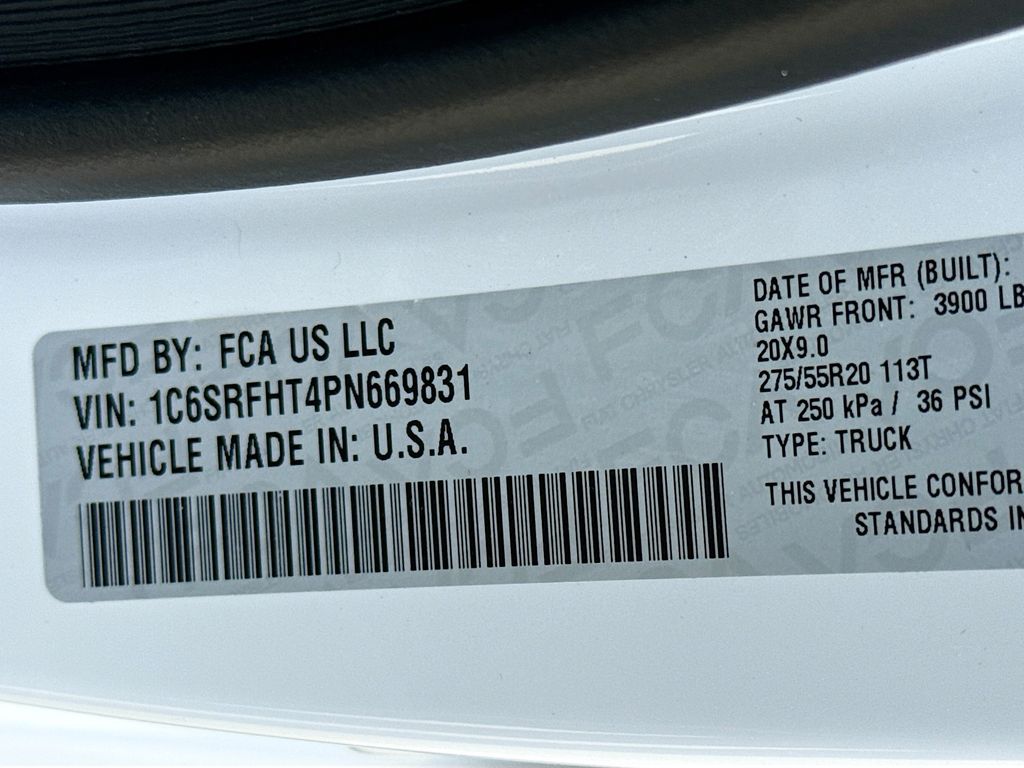 MFD BY: FCA US LLC
VIN: 1C6SRFHT4PN669831
VEHICLE MADE IN: U.S.A.
DATE OF MFR (BUILT):
GAWR FRONT: 3900 LB
20X9.0
275/55R20 113T
AT 250 kPa / 36 PSI
TYPE: TRUCK
THIS VEHICLE CONFOR
STANDARDS IN